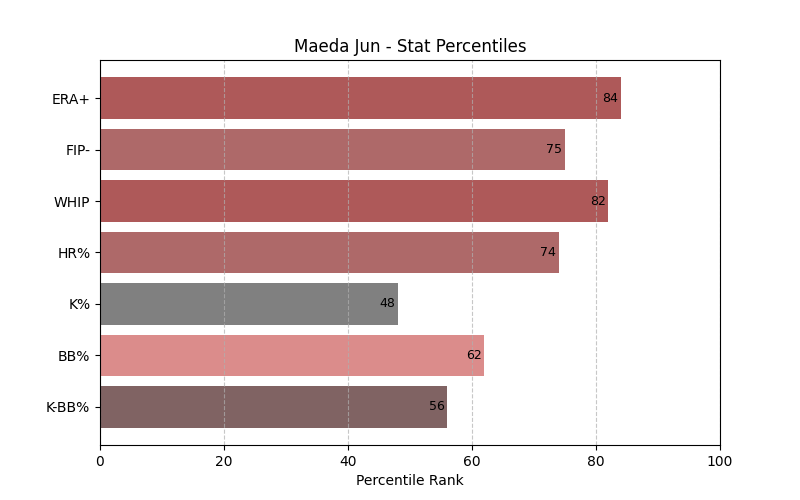 Maeda Jun - Stat Percentiles
ERA+ 84
FIP- 75
WHIP 82
HR% 74
K% 48
BB% 62
K-BB% 56
0 20 40 60 80 100
Percentile Rank